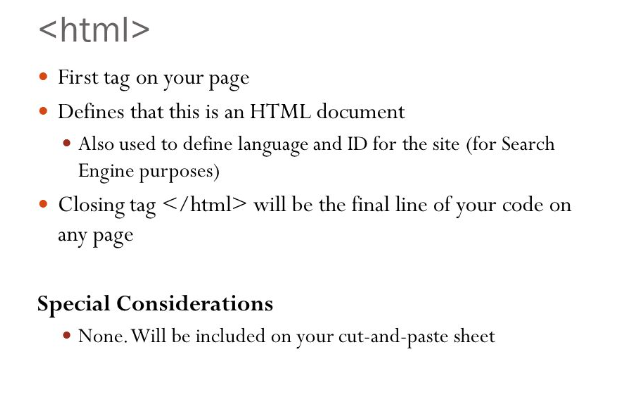 <html>
• First tag on your page
• Defines that this is an HTML document
• Also used to define language and ID for the site (for Search
Engine purposes)
• Closing tag </html> will be the final line of your code on
any page
Special Considerations
• None. Will be included on your cut-and-paste sheet